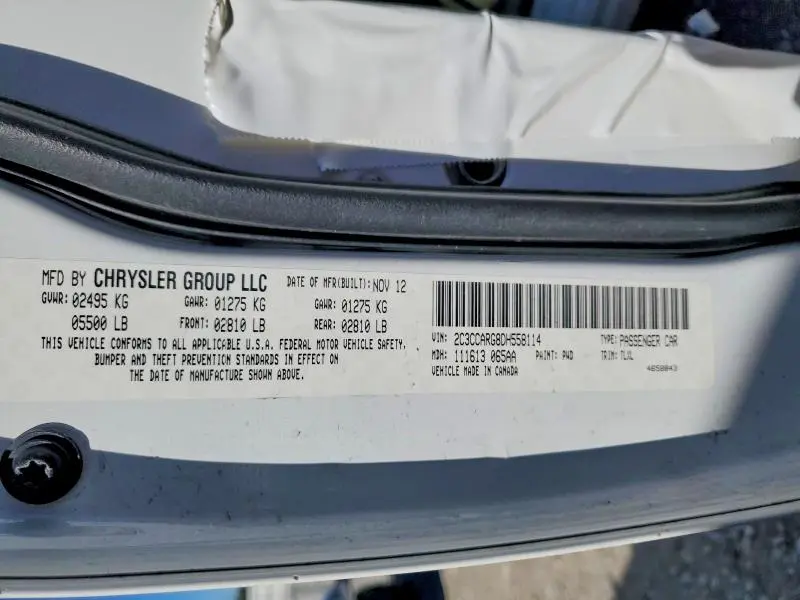 MFD BY CHRYSLER GROUP LLC DATE OF MFR(BUILT): NOV 12
GVWR: 02495 KG GAWR: 01275 KG GAWR: 01275 KG
05500 LB FRONT: 02810 LB REAR: 02810 LB
THIS VEHICLE CONFORMS TO ALL APPLICABLE U.S.A. FEDERAL MOTOR VEHICLE SAFETY,
BUMPER AND THEFT PREVENTION STANDARDS IN EFFECT ON
THE DATE OF MANUFACTURE SHOWN ABOVE.
VIN: 2C3CCARG8DH558114 TYPE: PASSENGER CAR
MDH: 111613 065AA PAINT: PWD TRIM: TLXL
VEHICLE MADE IN CANADA 4658043